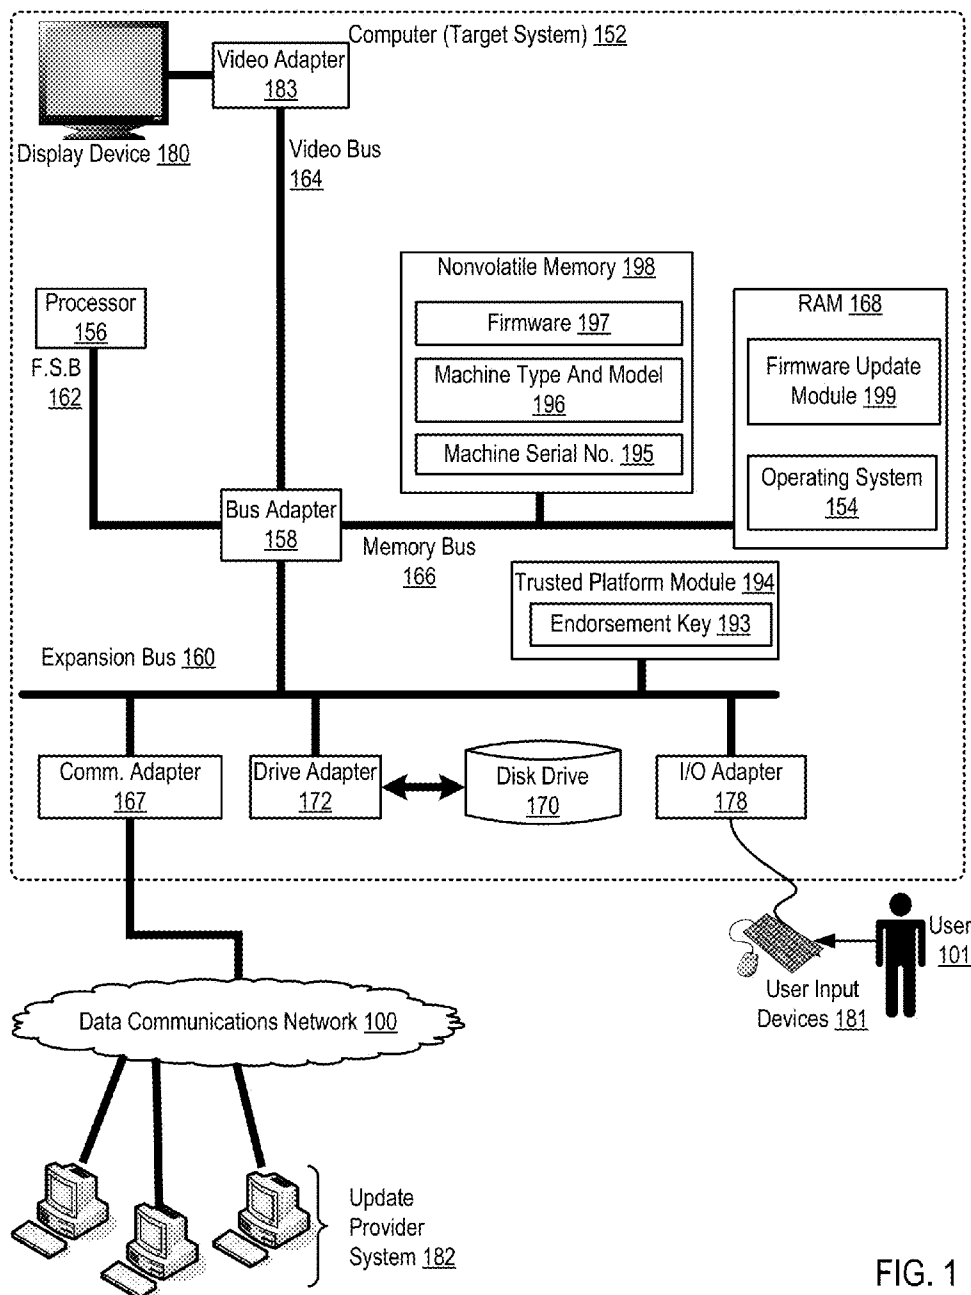 Computer (Target System) 152
Video Adapter
183
Display Device 180
Video Bus
164
Nonvolatile Memory 198
Firmware 197
Machine Type And Model
196
Machine Serial No. 195
RAM 168
Firmware Update
Module 199
Operating System
154
Processor
156
F.S.B
162
Bus Adapter
158
Memory Bus
166
Trusted Platform Module 194
Endorsement Key 193
Expansion Bus 160
Comm. Adapter
167
Drive Adapter
172
Disk Drive
170
I/O Adapter
178
User
101
User Input
Devices 181
Data Communications Network 100
Update
Provider
System 182
FIG. 1